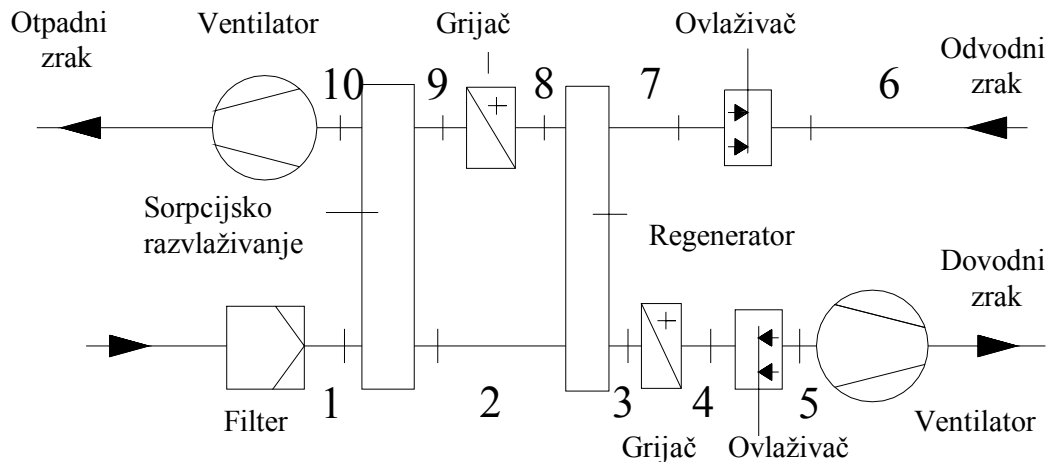 Otpadni
zrak
Ventilator
Grijač
Ovlaživač
Odvodni
zrak
10
9
8
7
6
Sorpcijsko
razvlaživanje
Regenerator
Dovodni
zrak
1
2
3
4
5
Filter
Grijač
Ovlaživač
Ventilator